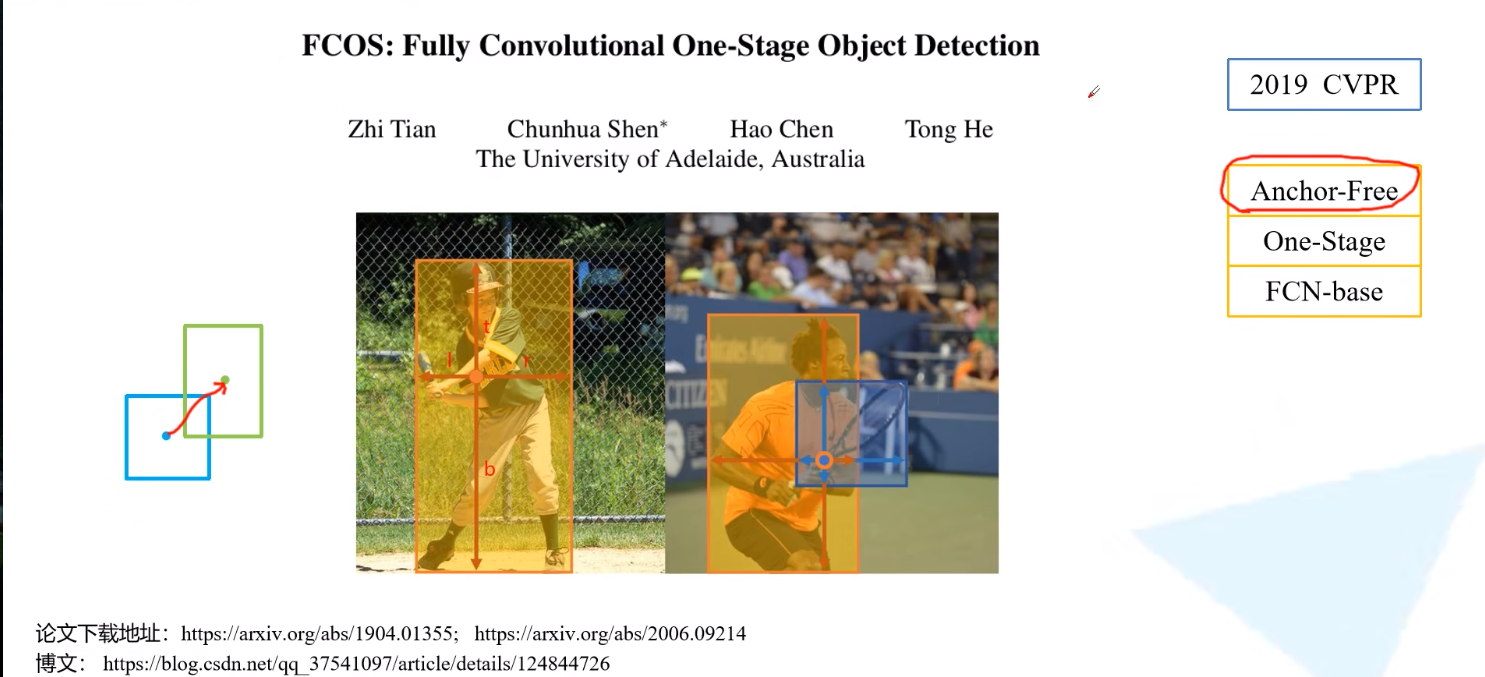 FCOS: Fully Convolutional One-Stage Object Detection
2019 CVPR
Zhi Tian Chunhua Shen* Hao Chen Tong He
The University of Adelaide, Australia
Anchor-Free
One-Stage
FCN-base
t
l r
b
Emirates Airline
CITIZEN
论文下载地址：https://arxiv.org/abs/1904.01355; https://arxiv.org/abs/2006.09214
博文： https://blog.csdn.net/qq_37541097/article/details/124844726